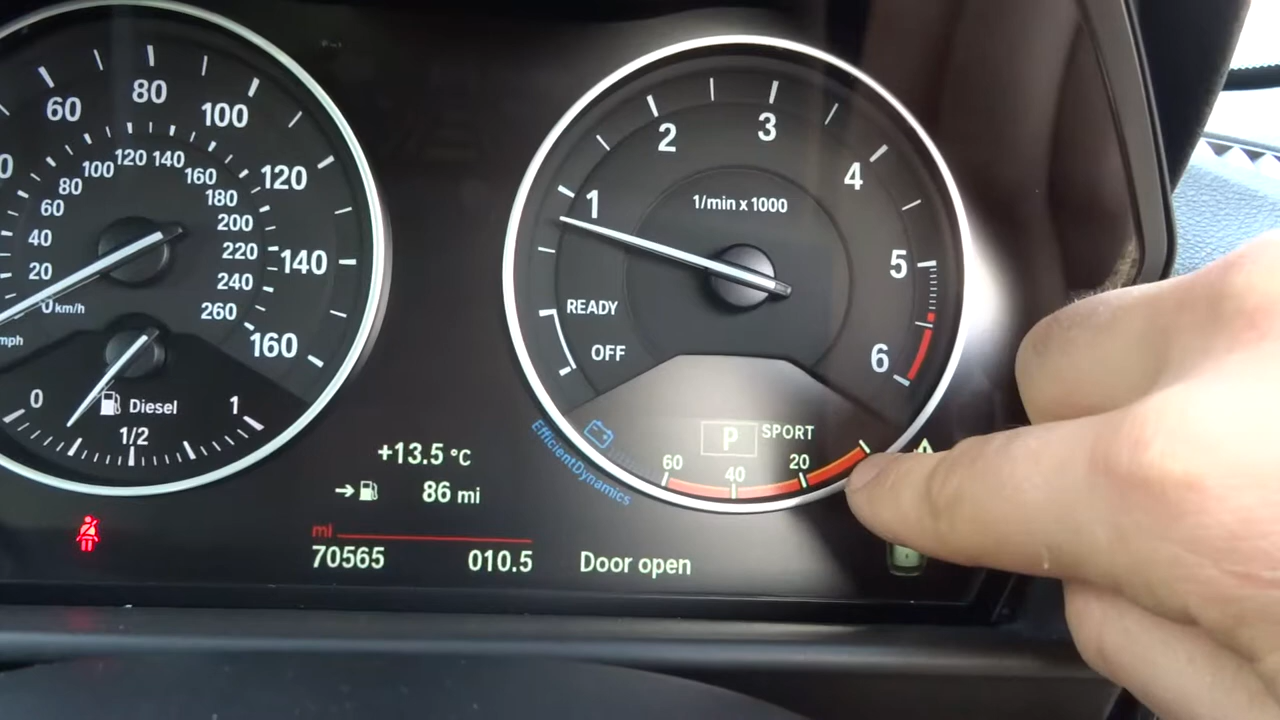 60
80
100
120
140
160
20
40
60
80
100
120
140
160
180
200
220
240
260
0 km/h
mph
0
1/2
1
Diesel
1
2
3
4
5
6
1/min x 1000
READY
OFF
P SPORT
60
40
20
EfficientDynamics
+13.5 °C
86 mi
mi
70565 010.5
Door open